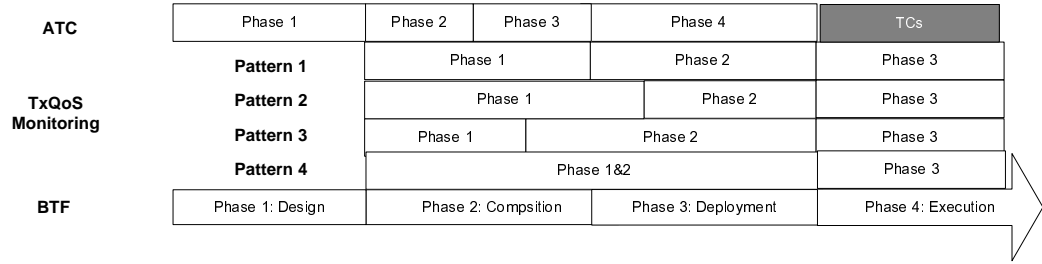 ATC Phase 1 Phase 2 Phase 3 Phase 4 TCs
Pattern 1 Phase 1 Phase 2 Phase 3
TxQoS
Monitoring
Pattern 2 Phase 1 Phase 2 Phase 3
Pattern 3 Phase 1 Phase 2 Phase 3
Pattern 4 Phase 1&2 Phase 3
BTF Phase 1: Design Phase 2: Compsition Phase 3: Deployment Phase 4: Execution